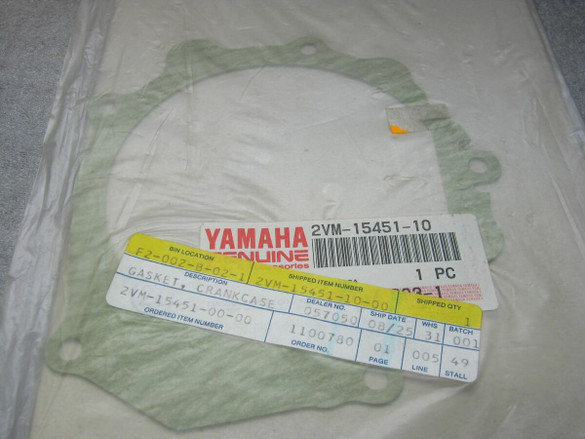 YAMAHA 2VM-15451-10
GENUINE
1 PC
BIN LOCATION SHIPPED ITEM NUMBER SHIPPED QTY
F2-002-B-02-1 2VM-15451-10-00 1
DESCRIPTION DEALER NO. SHIP DATE WHS BATCH
GASKET, CRANKCASE 057050 08/25 31 001
2VM-15451-00-00 1100780 01 005 49
ORDERED ITEM NUMBER ORDER NO. PAGE LINE STALL